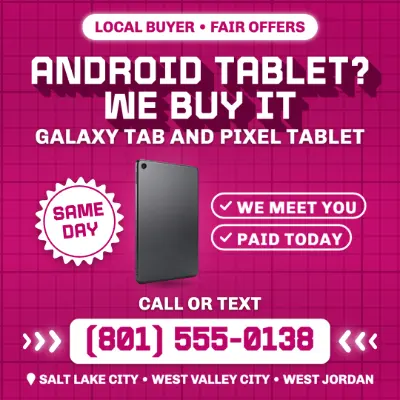 LOCAL BUYER • FAIR OFFERS
ANDROID TABLET?
WE BUY IT
GALAXY TAB AND PIXEL TABLET
SAME
DAY
WE MEET YOU
PAID TODAY
CALL OR TEXT
(801) 555-0138
SALT LAKE CITY • WEST VALLEY CITY • WEST JORDAN